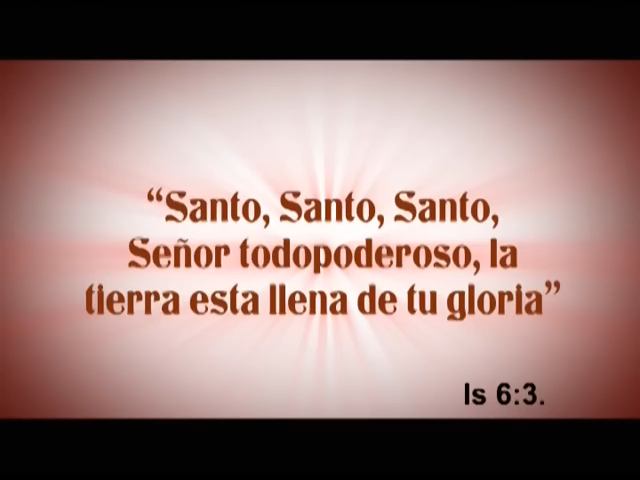 “Santo, Santo, Santo,
Señor todopoderoso, la
tierra esta llena de tu gloria”
Is 6:3.